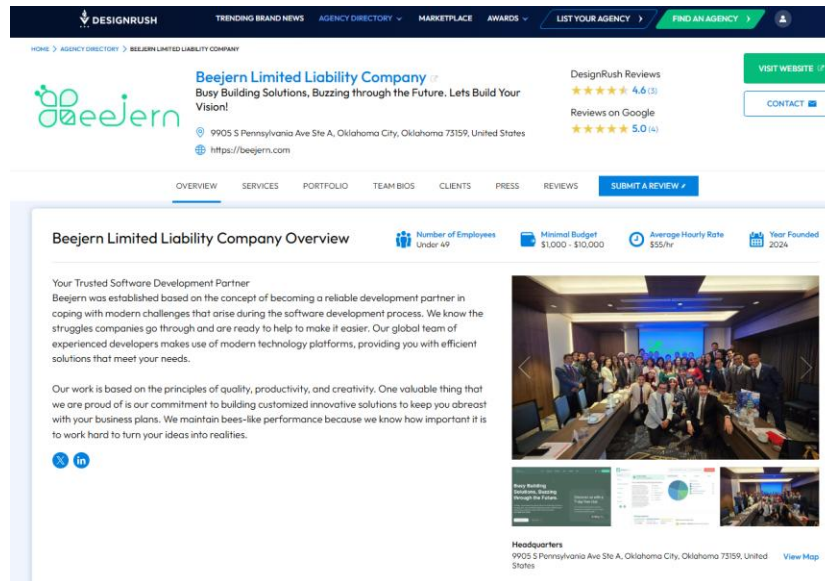 DESIGNRUSH
TRENDING BRAND NEWS AGENCY DIRECTORY MARKETPLACE AWARDS LIST YOUR AGENCY FIND AN AGENCY
HOME > AGENCY DIRECTORY > BEEJERN LIMITED LIABILITY COMPANY
Beejern
Beejern Limited Liability Company
Busy Building Solutions, Buzzing through the Future. Lets Build Your
Vision!
9905 S Pennsylvania Ave Ste A, Oklahoma City, Oklahoma 73159, United States
https://beejern.com
DesignRush Reviews
4.6 (3)
Reviews on Google
5.0 (4)
VISIT WEBSITE
CONTACT
OVERVIEW SERVICES PORTFOLIO TEAM BIOS CLIENTS PRESS REVIEWS SUBMIT A REVIEW
Beejern Limited Liability Company Overview
Number of Employees
Under 49
Minimal Budget
$1,000 - $10,000
Average Hourly Rate
$55/hr
Year Founded
2024
Your Trusted Software Development Partner
Beejern was established based on the concept of becoming a reliable development partner in
coping with modern challenges that arise during the software development process. We know the
struggles companies go through and are ready to help to make it easier. Our global team of
experienced developers makes use of modern technology platforms, providing you with efficient
solutions that meet your needs.
Our work is based on the principles of quality, productivity, and creativity. One valuable thing that
we are proud of is our commitment to building customized innovative solutions to keep you abreast
with your business plans. We maintain bees-like performance because we know how important it is
to work hard to turn your ideas into realities.
Busy Building
Solutions, Buzzing
through the Future.
Headquarters
9905 S Pennsylvania Ave Ste A, Oklahoma City, Oklahoma 73159, United
States
View Map